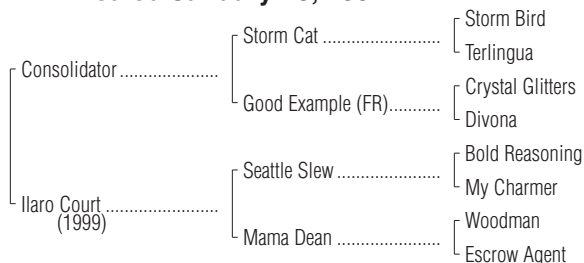 Storm Bird
Storm Cat ........................
Terlingua
Consolidator ....................
Crystal Glitters
Good Example (FR)...........
Divona
Bold Reasoning
Seattle Slew .....................
My Charmer
Ilaro Court .......................
(1999)
Woodman
Mama Dean .....................
Escrow Agent